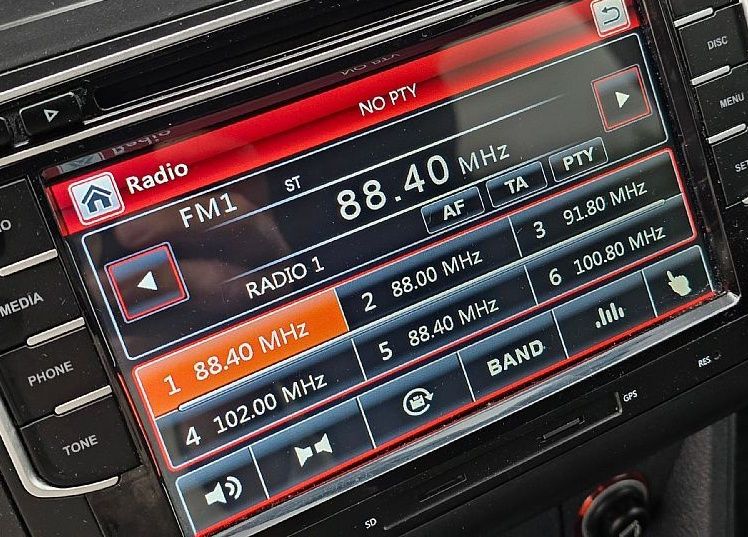 NO PTY
Radio
FM1
ST
88.40 MHz
AF
TA
PTY
RADIO 1
1 88.40 MHz
2 88.00 MHz
3 91.80 MHz
4 102.00 MHz
5 88.40 MHz
6 100.80 MHz
BAND
MEDIA
PHONE
TONE
DISC
MENU
RES
GPS
SD